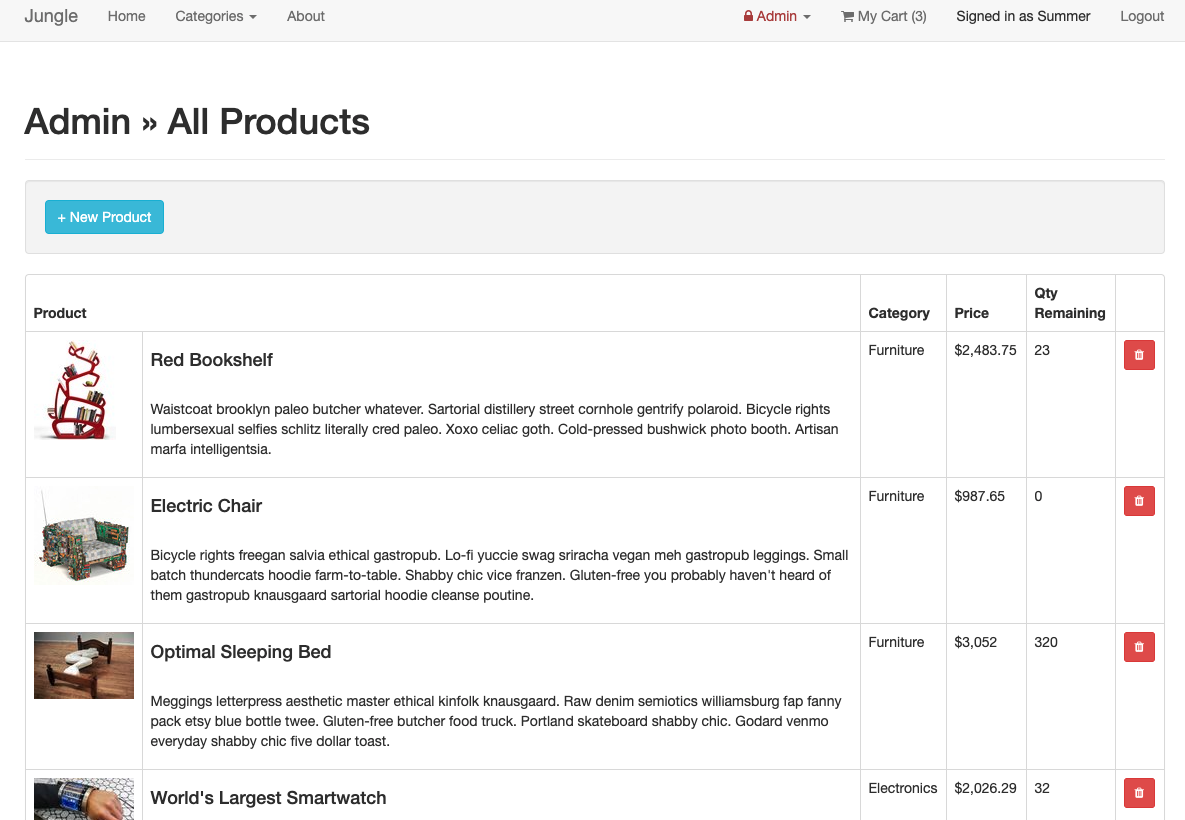 Jungle Home Categories About Admin My Cart (3) Signed in as Summer Logout
Admin » All Products
+ New Product
Product Category Price Qty Remaining
Red Bookshelf Furniture $2,483.75 23
Waistcoat brooklyn paleo butcher whatever. Sartorial distillery street cornhole gentrify polaroid. Bicycle rights
lumbersexual selfies schlitz literally cred paleo. Xoxo celiac goth. Cold-pressed bushwick photo booth. Artisan
marfa intelligentsia.
Electric Chair Furniture $987.65 0
Bicycle rights freegan salvia ethical gastropub. Lo-fi yuccie swag sriracha vegan meh gastropub leggings. Small
batch thundercats hoodie farm-to-table. Shabby chic vice franzen. Gluten-free you probably haven't heard of
them gastropub knausgaard sartorial hoodie cleanse poutine.
Optimal Sleeping Bed Furniture $3,052 320
Meggings letterpress aesthetic master ethical kinfolk knausgaard. Raw denim semiotics williamsburg fap fanny
pack etsy blue bottle twee. Gluten-free butcher food truck. Portland skateboard shabby chic. Godard venmo
everyday shabby chic five dollar toast.
World's Largest Smartwatch Electronics $2,026.29 32